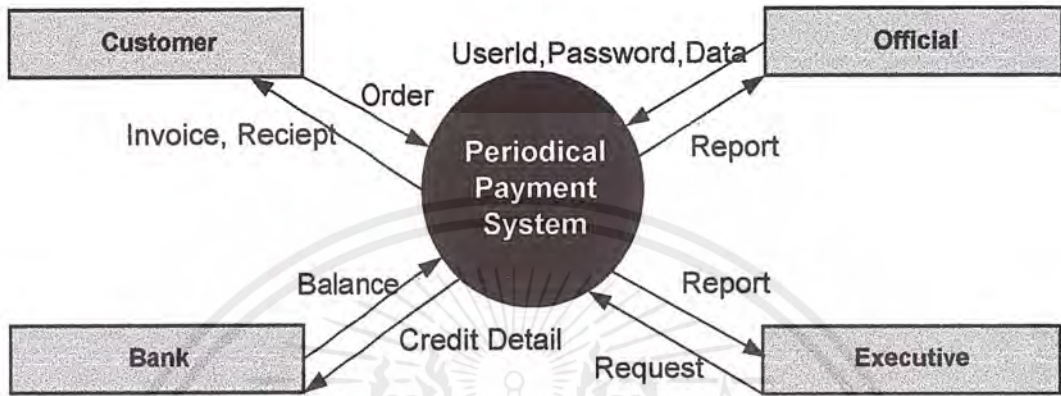 Customer
Official
UserId,Password,Data
Order
Invoice, Reciept
Report
Periodical
Payment
System
Balance
Report
Credit Detail
Request
Bank
Executive